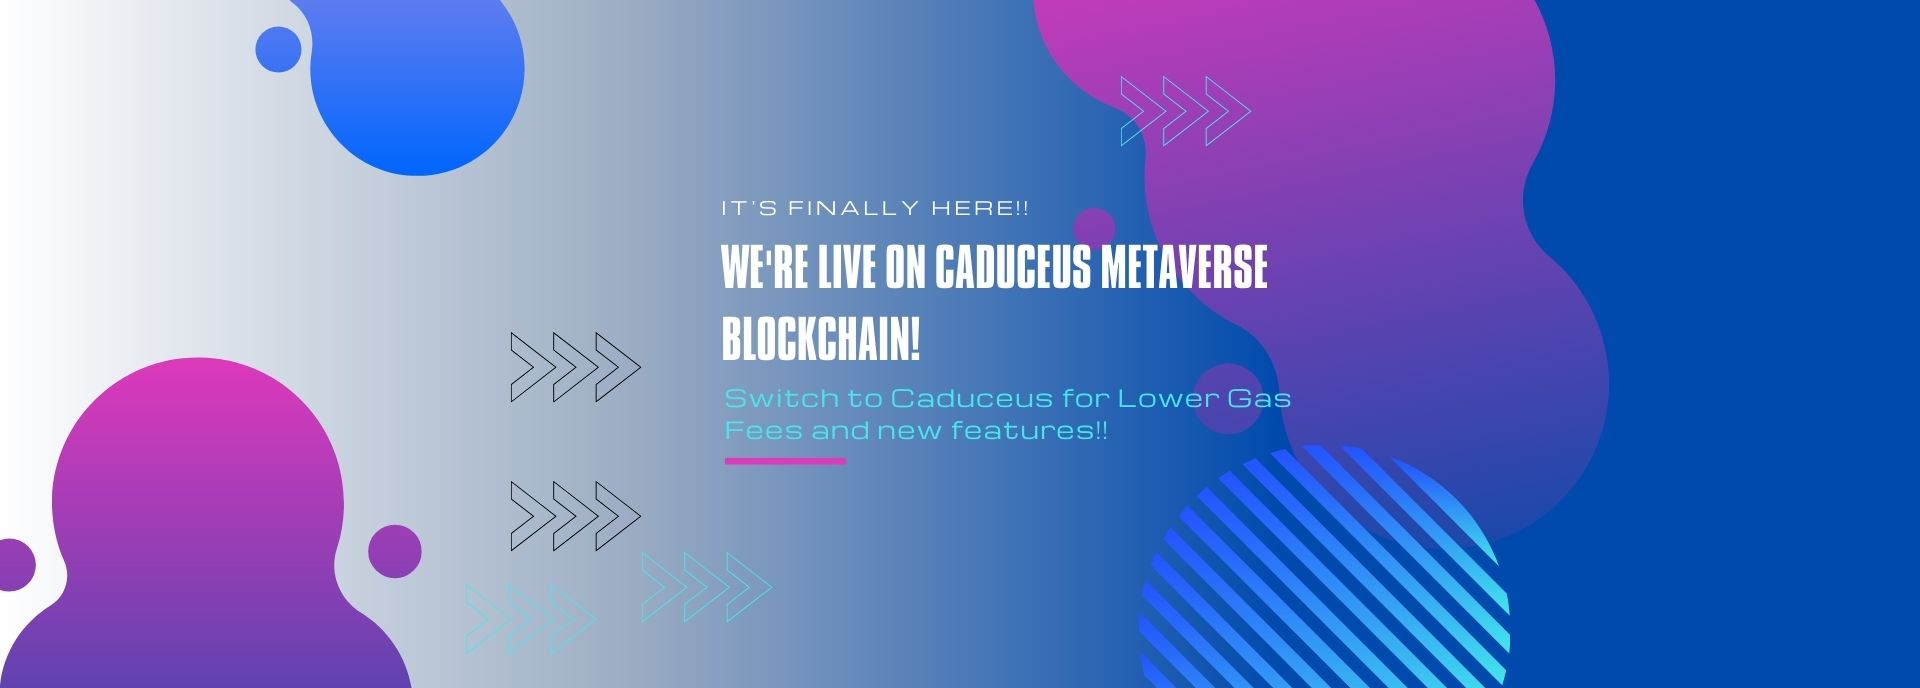 IT'S FINALLY HERE!!
WE'RE LIVE ON CADUCEUS METAVERSE
BLOCKCHAIN!
Switch to Caduceus for Lower Gas
Fees and new features!!